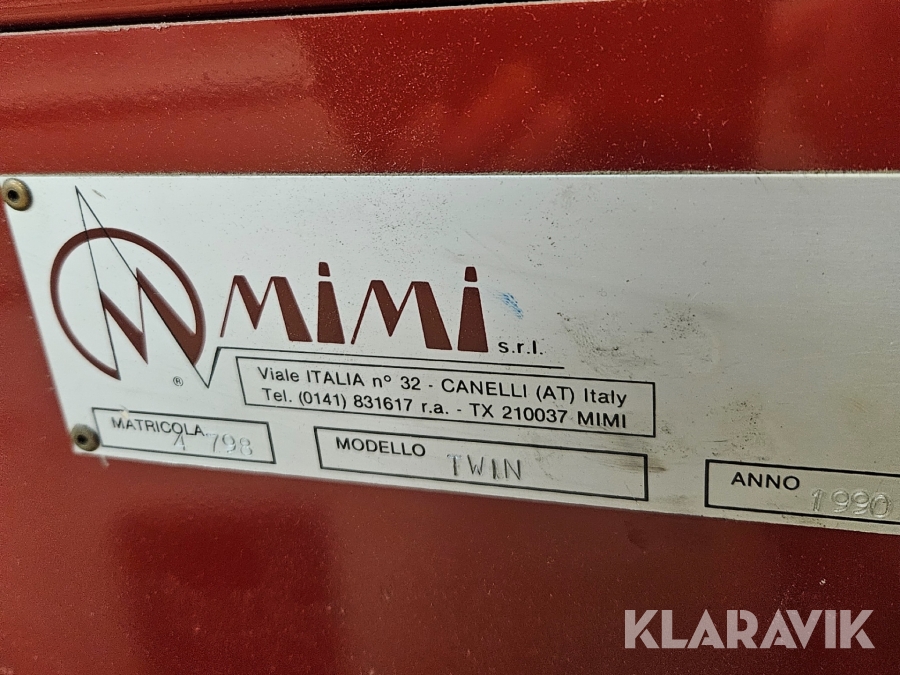 MiMi s.r.l.
®
Viale ITALIA n° 32 - CANELLI (AT) Italy
Tel. (0141) 831617 r.a. - TX 210037 MIMI
MATRICOLA 1 798
MODELLO TWIN
ANNO 1990
KLARAVIK